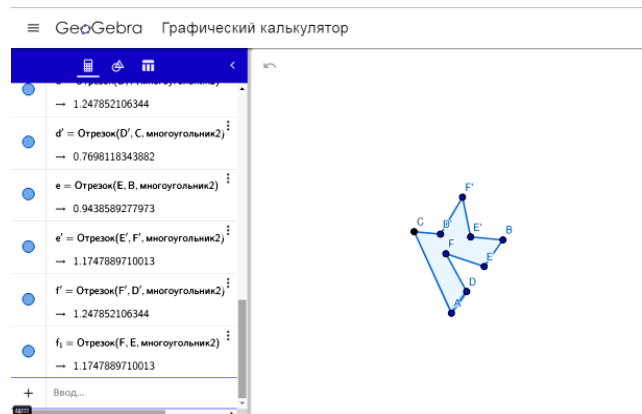 GeoGebra Графический калькулятор
→ 1.247852106344
d′ = Отрезок(D′, C, многоугольник2)
→ 0.7698118343882
e = Отрезок(E, B, многоугольник2)
→ 0.9438589277973
e′ = Отрезок(E′, F′, многоугольник2)
→ 1.1747889710013
f′ = Отрезок(F′, D′, многоугольник2)
→ 1.247852106344
f₁ = Отрезок(F, E, многоугольник2)
→ 1.1747889710013
+ Ввод...
F′
C
D′
E′
B
F
E
D
A